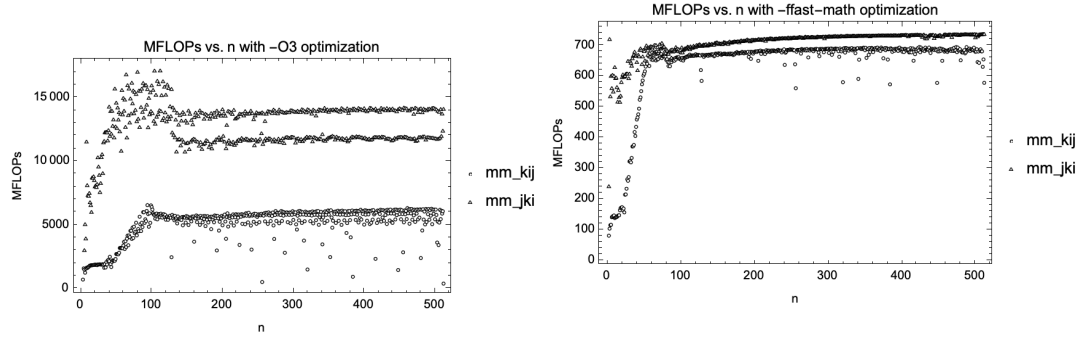 MFLOPs vs. n with -O3 optimization
15 000
10 000
5000
0
MFLOPs
0 100 200 300 400 500
n
mm_kij
mm_jki
MFLOPs vs. n with -ffast-math optimization
700
600
500
400
300
200
100
0
MFLOPs
0 100 200 300 400 500
n
mm_kij
mm_jki